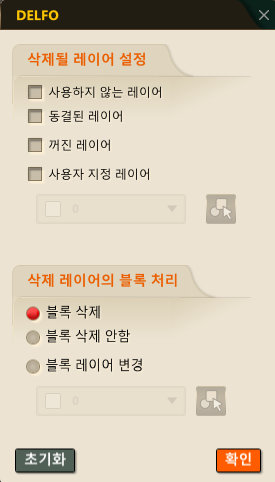 DELFO
삭제될 레이어 설정
사용하지 않는 레이어
동결된 레이어
꺼진 레이어
사용자 지정 레이어
0
삭제 레이어의 블록 처리
블록 삭제
블록 삭제 안함
블록 레이어 변경
0
초기화
확인